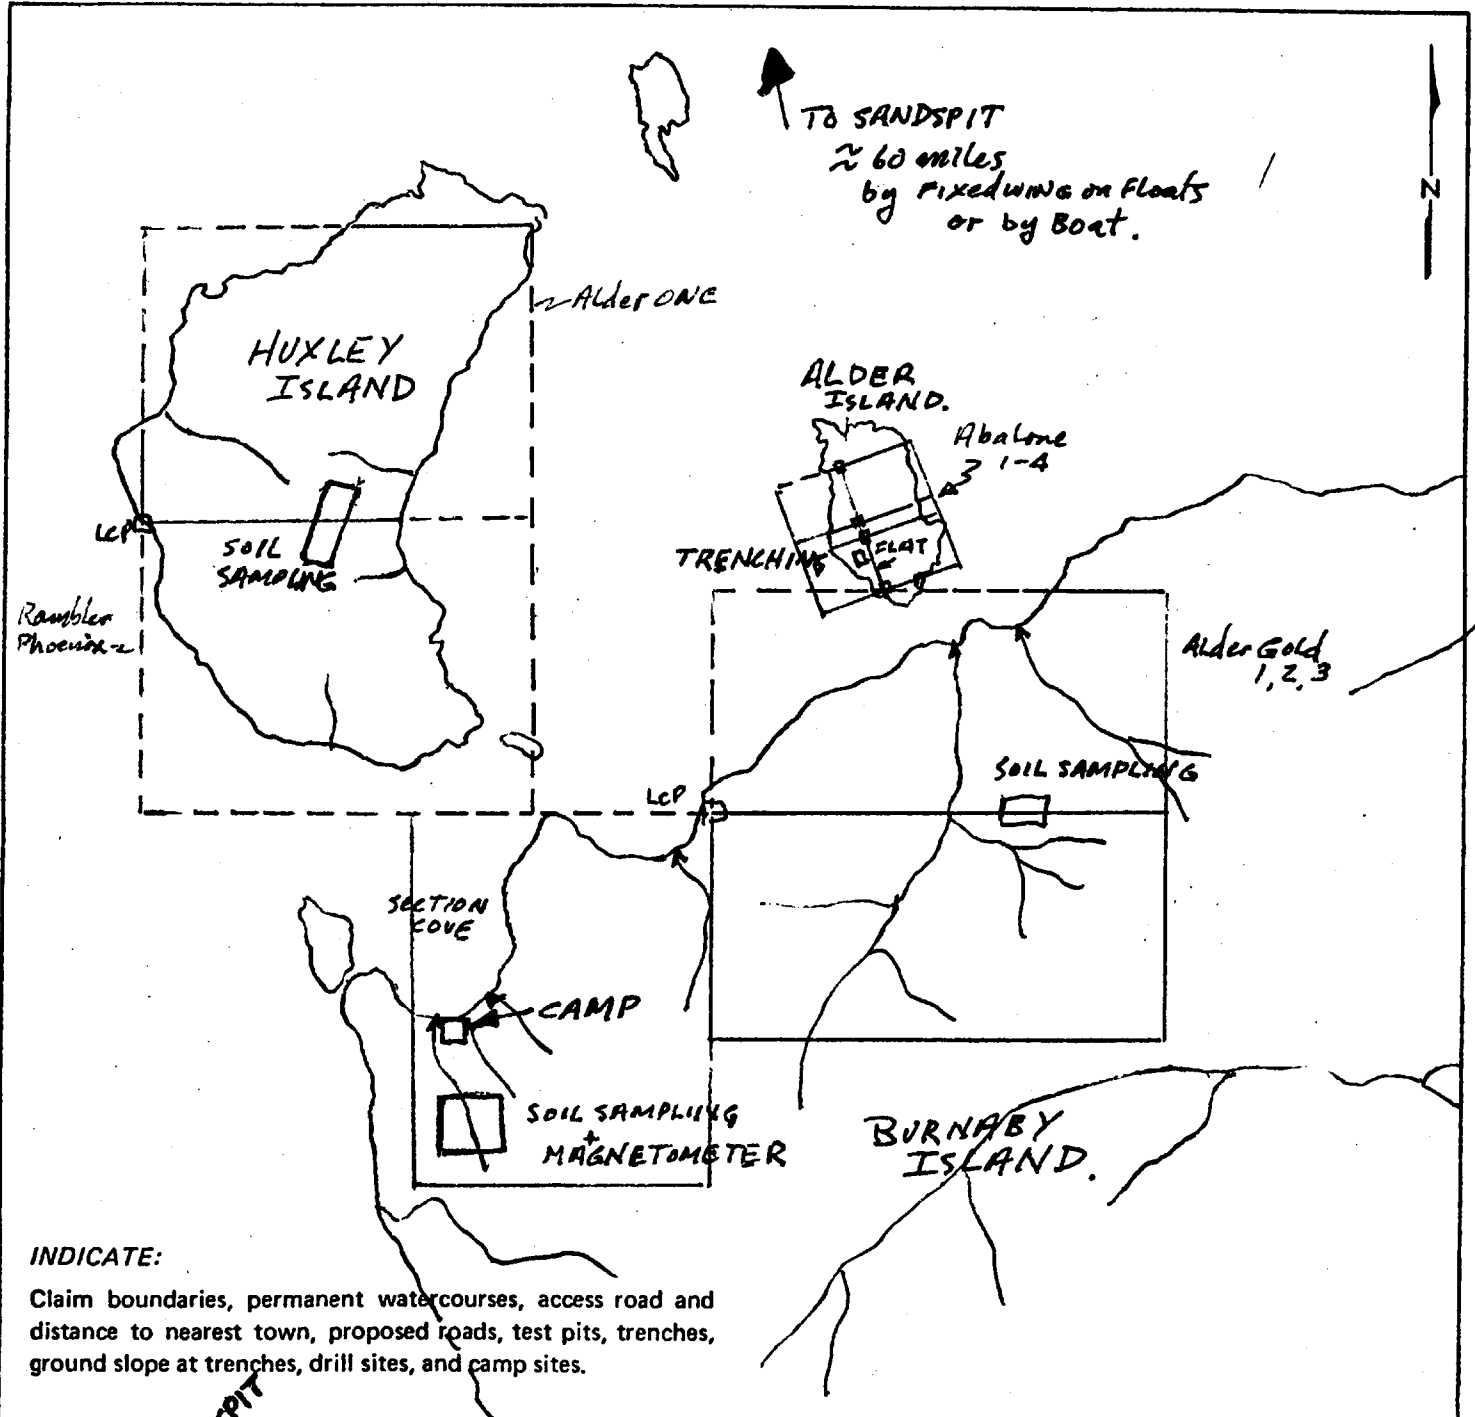 TO SANDSPIT
≈ 60 miles
by Fixedwing on Floats
or by Boat.
N
Alder ONE
HUXLEY
ISLAND
ALDER
ISLAND.
Abalone
1-4
LCP
SOIL
SAMPLING
TRENCHING
FLAT
Rambler
Phoenix
Alder Gold
1, 2, 3
SOIL SAMPLING
LCP
SECTION
COVE
CAMP
SOIL SAMPLING
+
MAGNETOMETER
BURNABY
ISLAND.
INDICATE:
Claim boundaries, permanent watercourses, access road and
distance to nearest town, proposed roads, test pits, trenches,
ground slope at trenches, drill sites, and camp sites.